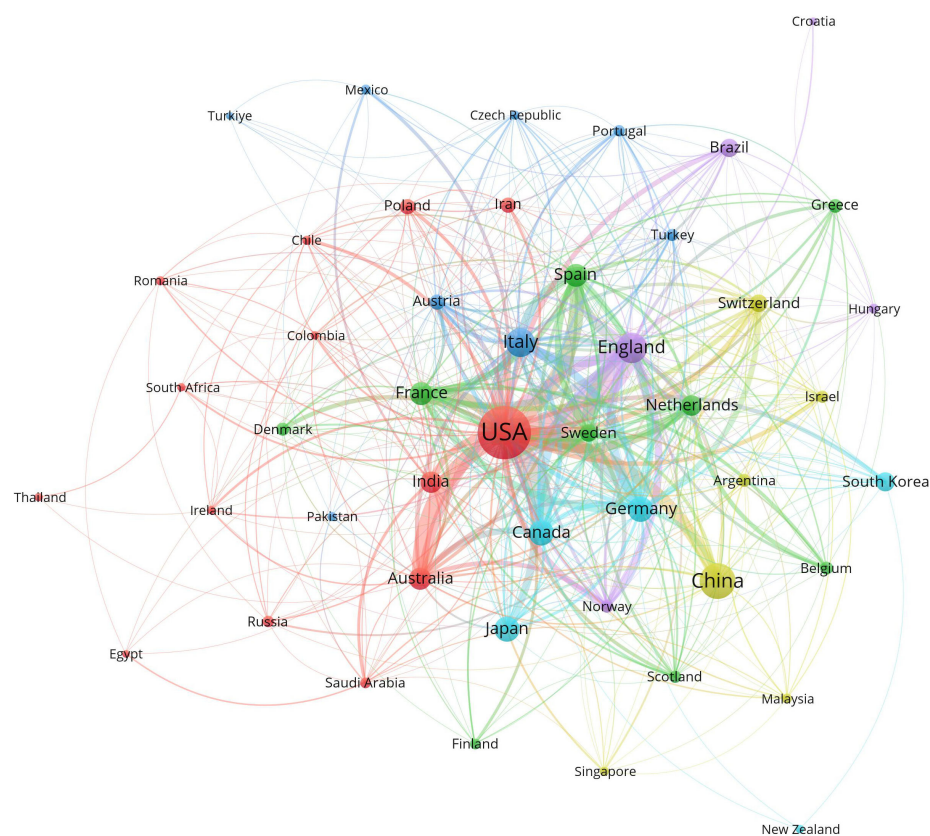 Croatia
Mexico
Turkiye
Czech Republic
Portugal
Brazil
Poland
Iran
Greece
Chile
Turkey
Romania
Spain
Austria
Switzerland
Hungary
Colombia
Italy
England
South Africa
France
Israel
Netherlands
Denmark
USA
Sweden
India
Argentina
South Korea
Thailand
Ireland
Pakistan
Germany
Canada
Belgium
Australia
China
Norway
Russia
Japan
Egypt
Saudi Arabia
Scotland
Malaysia
Finland
Singapore
New Zealand